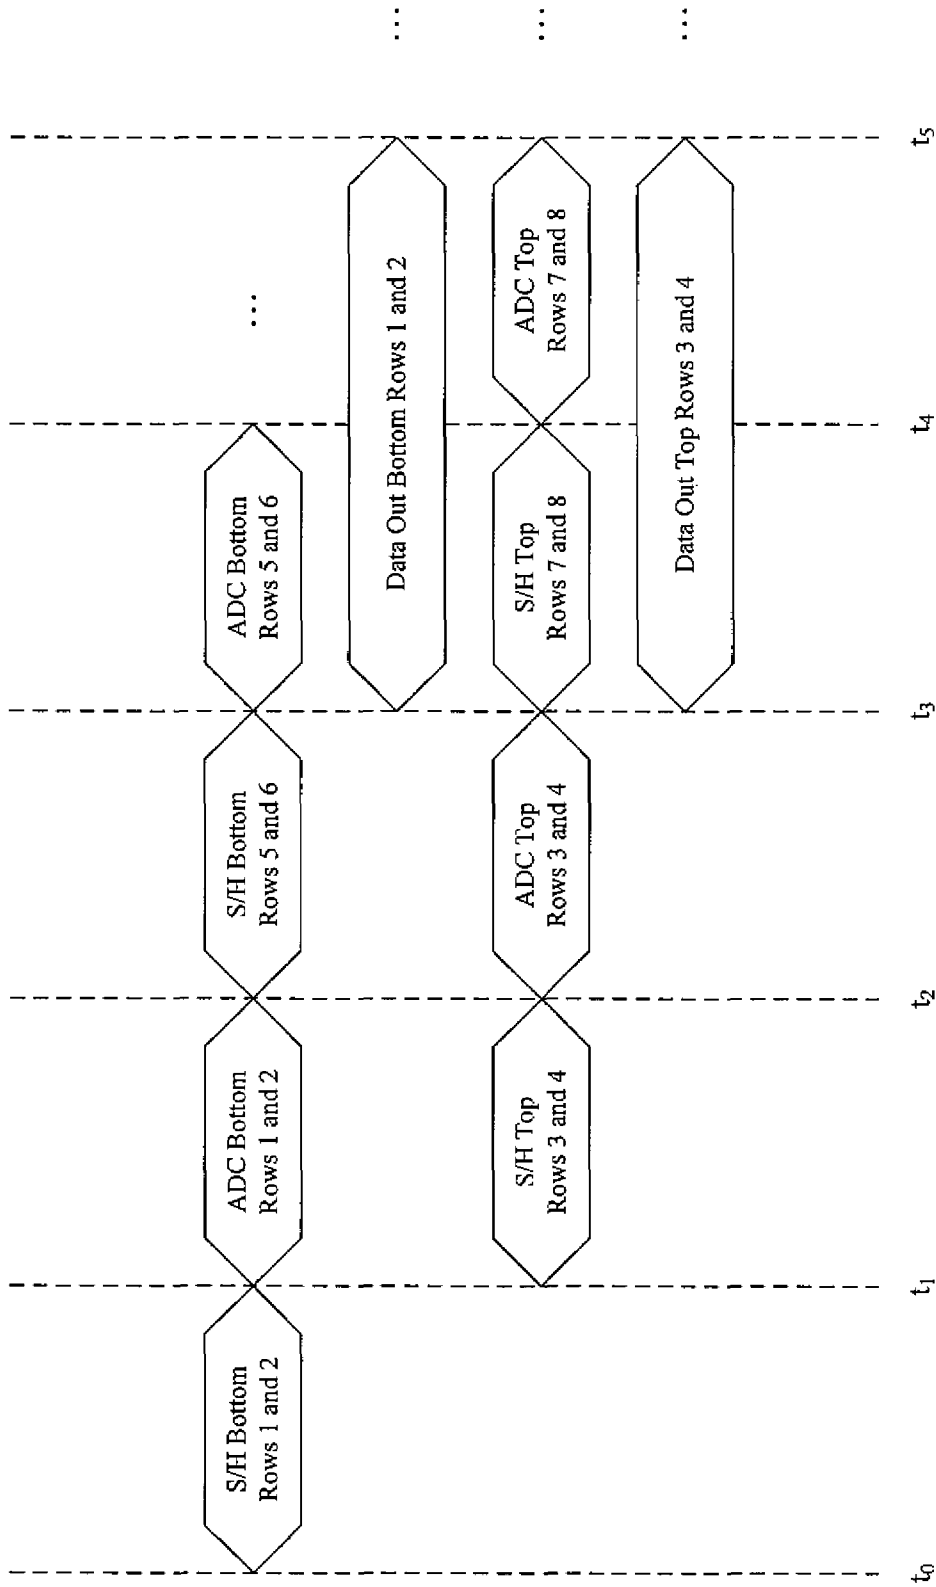 S/H Bottom
Rows 1 and 2
ADC Bottom
Rows 1 and 2
S/H Bottom
Rows 5 and 6
ADC Bottom
Rows 5 and 6
...
Data Out Bottom Rows 1 and 2
...
S/H Top
Rows 3 and 4
ADC Top
Rows 3 and 4
S/H Top
Rows 7 and 8
ADC Top
Rows 7 and 8
...
Data Out Top Rows 3 and 4
...
t0
t1
t2
t3
t4
t5